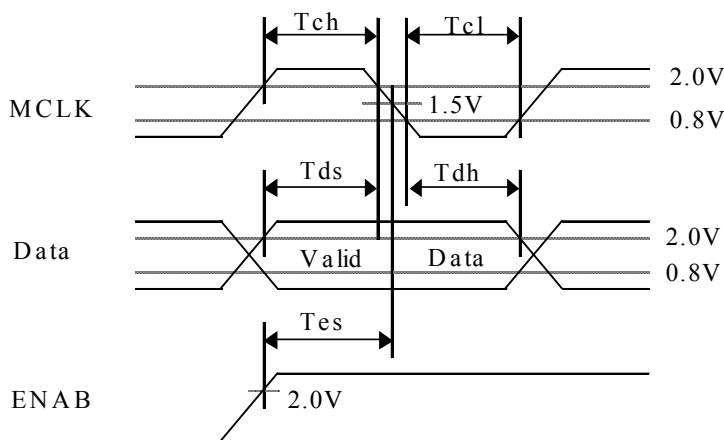 Tch Tcl
2.0V
MCLK 1.5V
0.8V
Tds Tdh
2.0V
Data Valid Data
0.8V
Tes
ENAB 2.0V